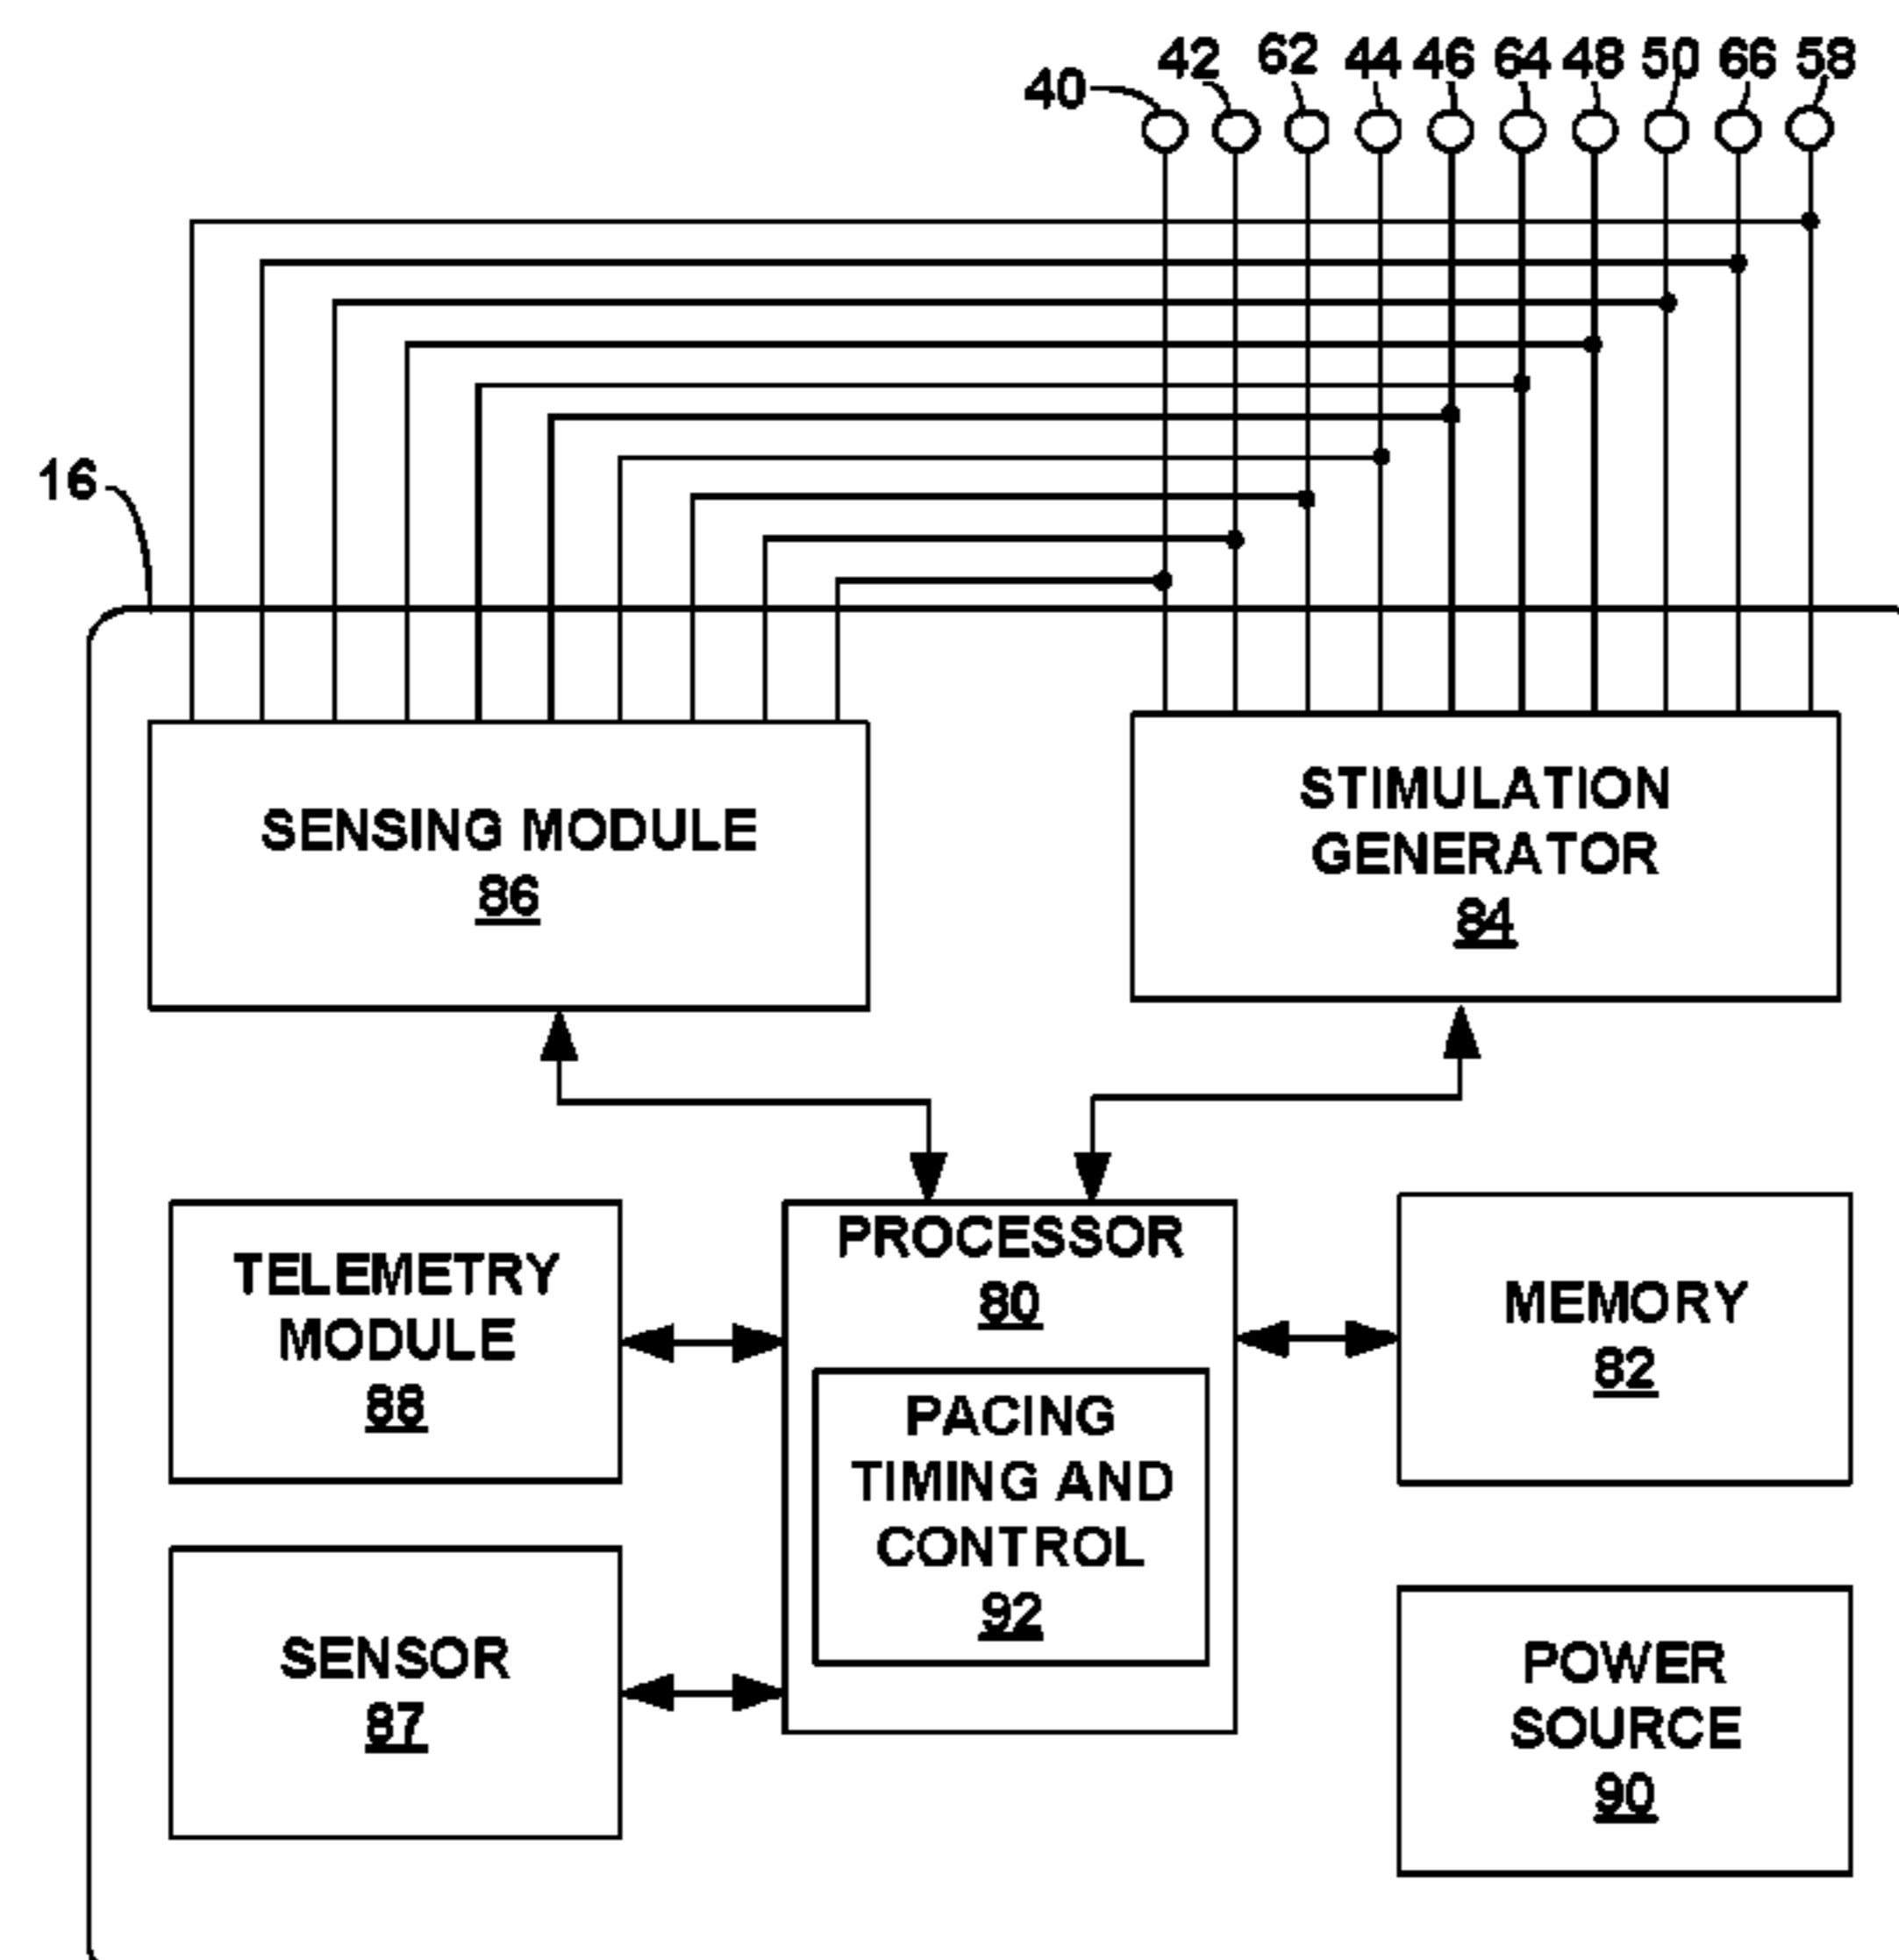 40 42 62 44 46 64 48 50 66 58
16
SENSING MODULE
86
STIMULATION
GENERATOR
84
TELEMETRY
MODULE
88
PROCESSOR
80
PACING
TIMING AND
CONTROL
92
MEMORY
82
SENSOR
87
POWER
SOURCE
90